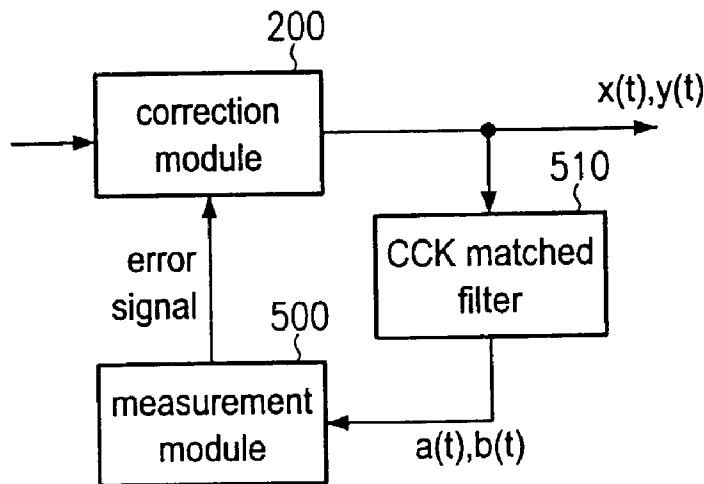 200
correction
module
x(t),y(t)
510
CCK matched
filter
error
signal
500
measurement
module
a(t),b(t)